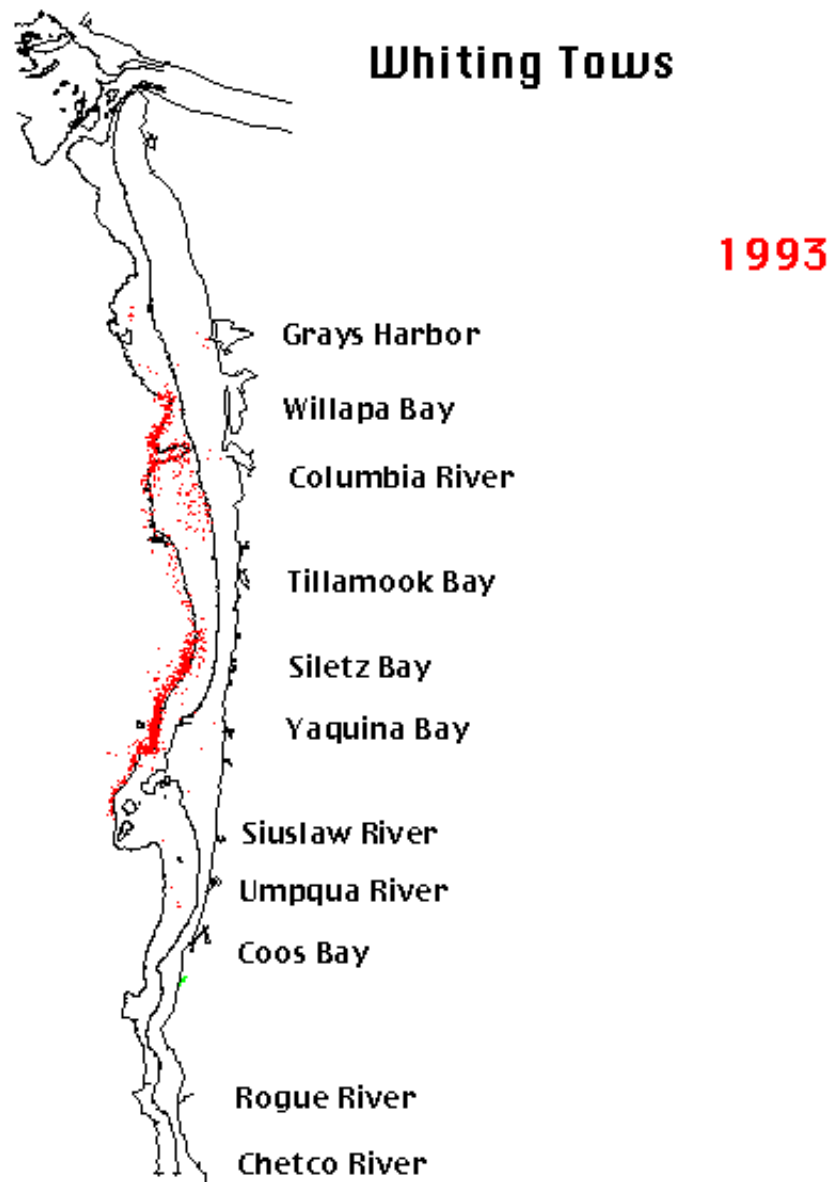 Whiting Tows
1993
Grays Harbor
Willapa Bay
Columbia River
Tillamook Bay
Siletz Bay
Yaquina Bay
Siuslaw River
Umpqua River
Coos Bay
Rogue River
Chetco River